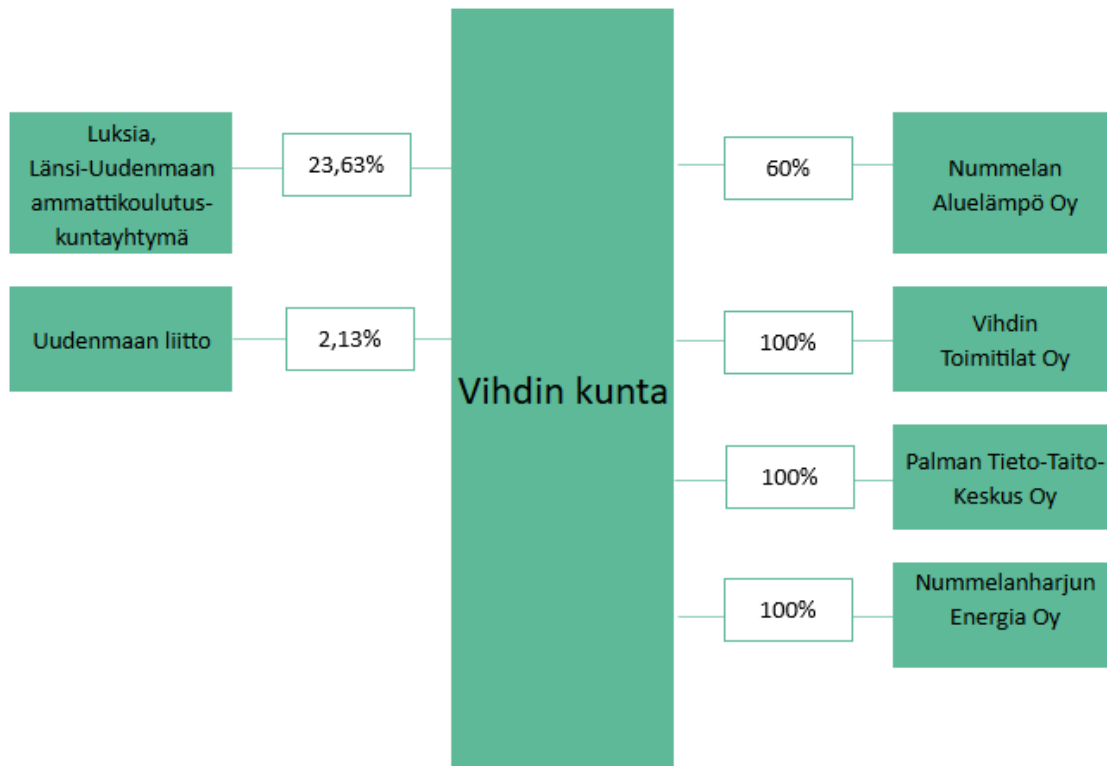 Luksia,
Länsi-Uudenmaan
ammattikoulutus-
kuntayhtymä
23,63%
Uudenmaan liitto
2,13%
Vihdin kunta
60%
Nummelan
Aluelämpö Oy
100%
Vihdin
Toimitilat Oy
100%
Palman Tieto-Taito-
Keskus Oy
100%
Nummelanharjun
Energia Oy